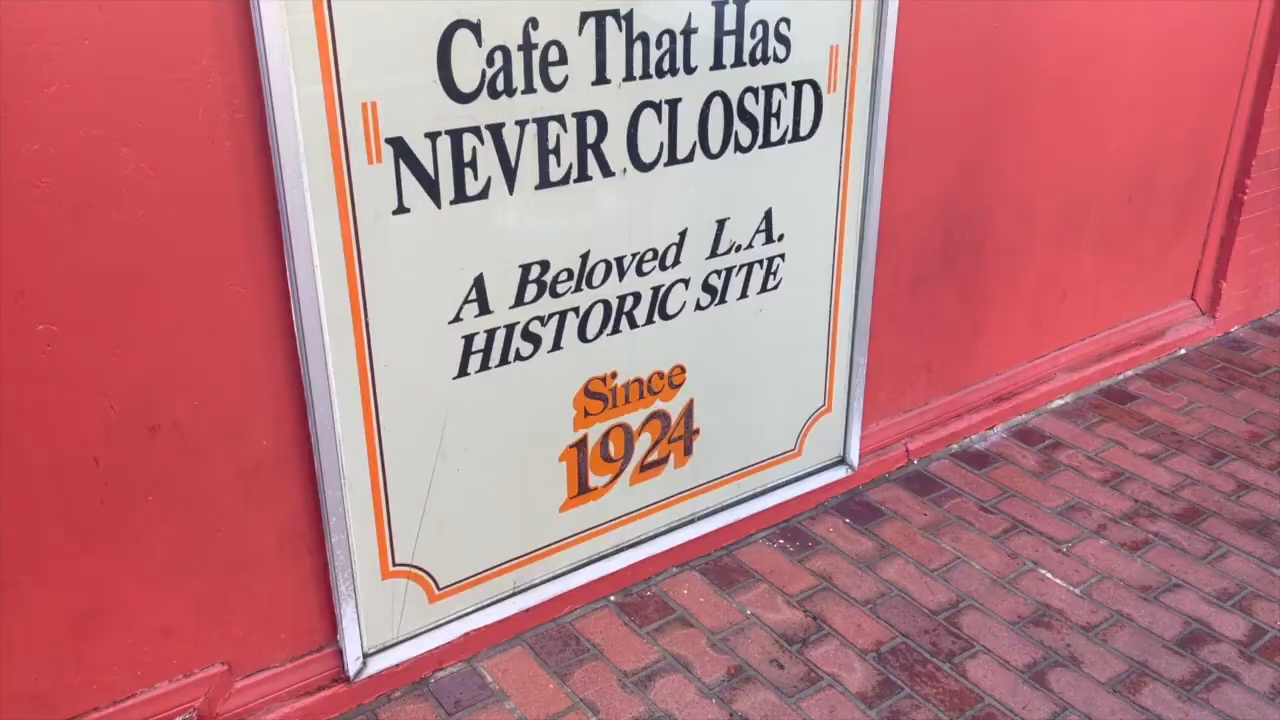 Cafe That Has
"NEVER CLOSED"
A Beloved L.A.
HISTORIC SITE
Since
1924